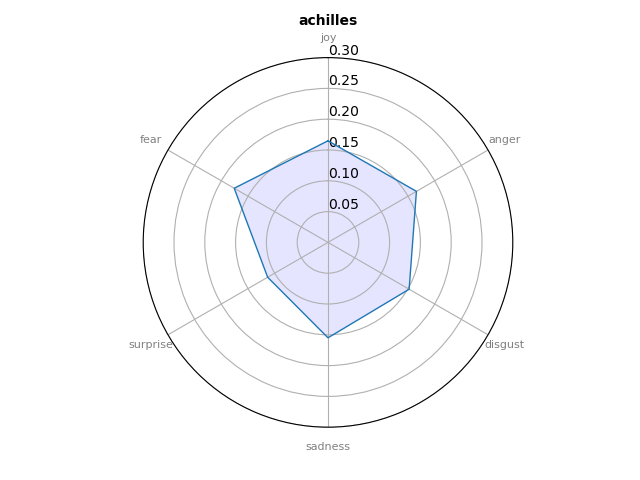 achilles
joy
0.30
0.25
0.20
0.15
0.10
0.05
fear
anger
surprise
disgust
sadness